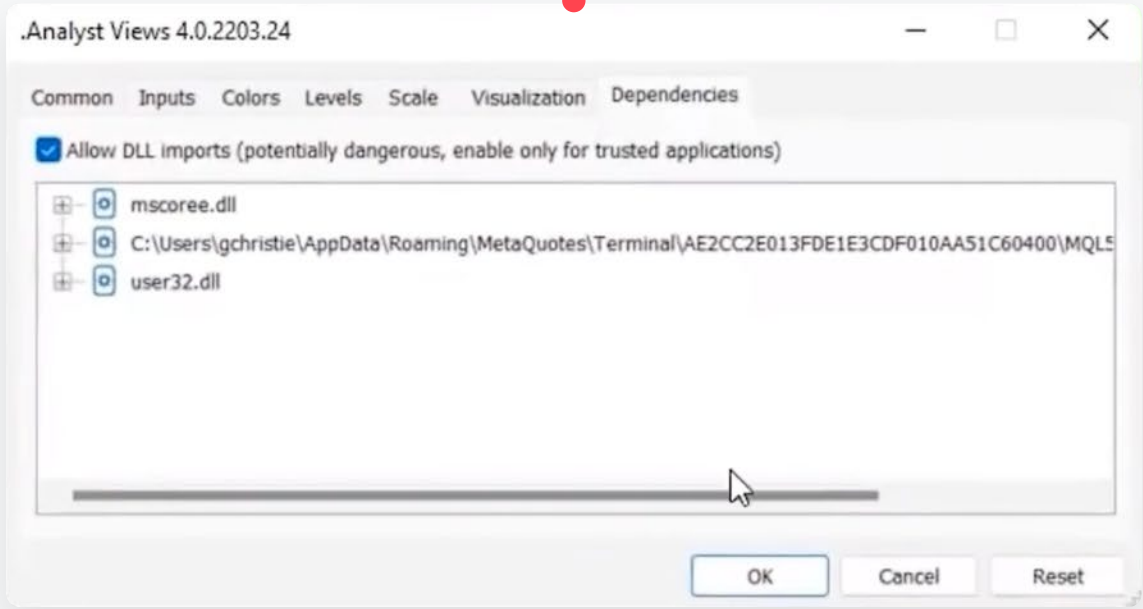 .Analyst Views 4.0.2203.24
Common Inputs Colors Levels Scale Visualization Dependencies
Allow DLL imports (potentially dangerous, enable only for trusted applications)
mscoree.dll
C:\Users\gchristie\AppData\Roaming\MetaQuotes\Terminal\AE2CC2E013FDE1E3CDF010AA51C60400\MQL5
user32.dll
OK Cancel Reset